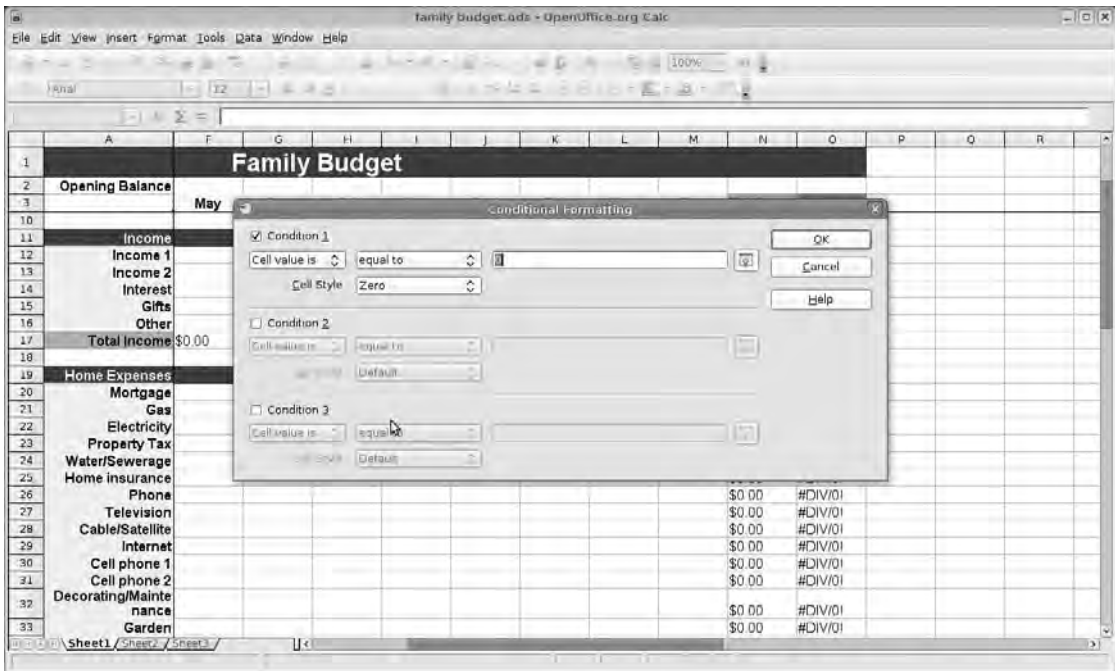 family budget.ods - OpenOffice.org Calc
File Edit View Insert Format Tools Data Window Help
100%
Arial 12
Σ =
A F G H I J K L M N O P Q R
1 Family Budget
2 Opening Balance
3 May
10
11 Income
12 Income 1
13 Income 2
14 Interest
15 Gifts
16 Other
17 Total Income $0.00
18
19 Home Expenses
20 Mortgage
21 Gas
22 Electricity
23 Property Tax
24 Water/Sewerage
25 Home insurance
26 Phone $0.00 #DIV/0!
27 Television $0.00 #DIV/0!
28 Cable/Satellite $0.00 #DIV/0!
29 Internet $0.00 #DIV/0!
30 Cell phone 1 $0.00 #DIV/0!
31 Cell phone 2 $0.00 #DIV/0!
Decorating/Mainte
32 nance $0.00 #DIV/0!
33 Garden $0.00 #DIV/0!
Sheet1 Sheet2 Sheet3
Conditional Formatting
Condition 1
Cell value is equal to
Cell Style Zero
Condition 2
Cell value is equal to
Default
Condition 3
Cell value is equal to
Default
OK
Cancel
Help